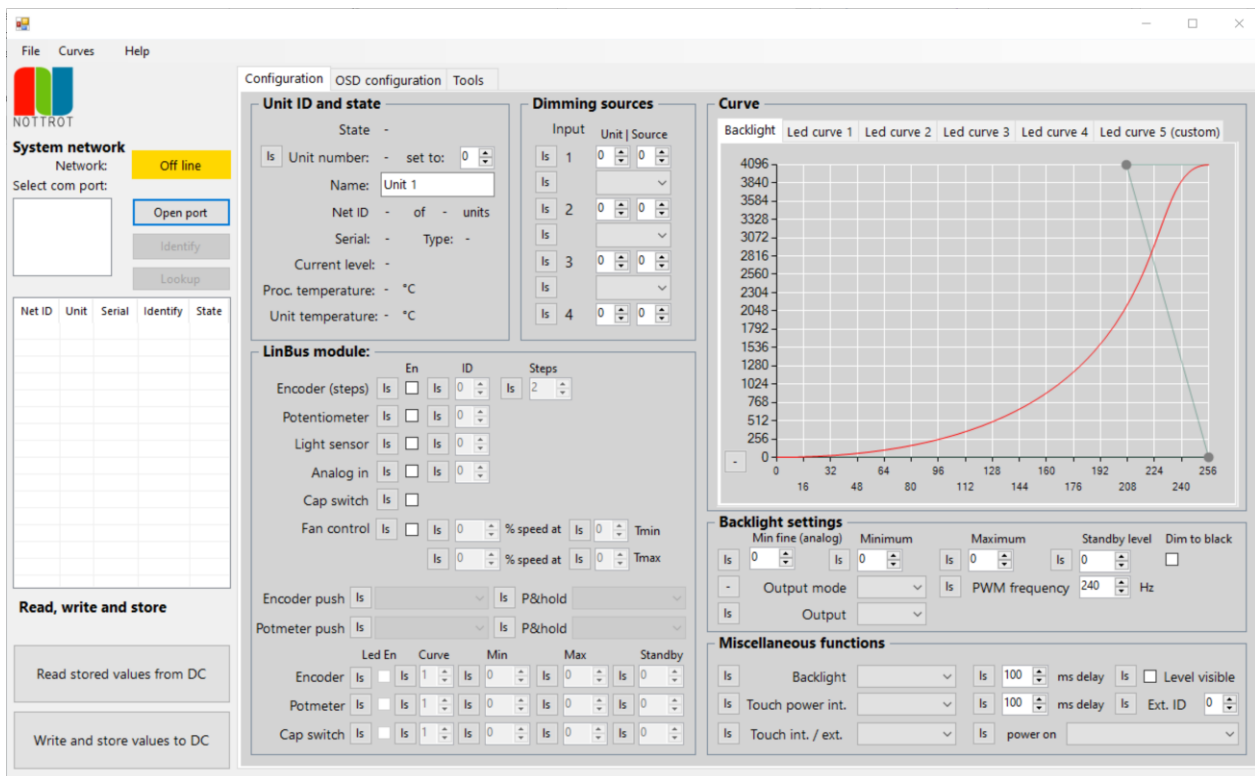 File Curves Help
NOTTROT
System network
Network: Off line
Select com port:
Open port
Identify
Lookup
Net ID Unit Serial Identify State
Read, write and store
Read stored values from DC
Write and store values to DC
Configuration OSD configuration Tools
Unit ID and state
State -
Is Unit number: - set to: 0
Name: Unit 1
Net ID - of - units
Serial: - Type: -
Current level: -
Proc. temperature: - °C
Unit temperature: - °C
Dimming sources
Input Unit | Source
Is 1 0 0
Is
Is 2 0 0
Is
Is 3 0 0
Is
Is 4 0 0
LinBus module:
En ID Steps
Encoder (steps) Is Is 0 Is 2
Potentiometer Is Is 0
Light sensor Is Is 0
Analog in Is Is 0
Cap switch Is
Fan control Is Is 0 % speed at Is 0 Tmin
Is 0 % speed at Is 0 Tmax
Encoder push Is Is P&hold
Potmeter push Is Is P&hold
Led En Curve Min Max Standby
Encoder Is Is 1 Is 0 Is 0 Is 0
Potmeter Is Is 1 Is 0 Is 0 Is 0
Cap switch Is Is 1 Is 0 Is 0 Is 0
Curve
Backlight Led curve 1 Led curve 2 Led curve 3 Led curve 4 Led curve 5 (custom)
4096
3840
3584
3328
3072
2816
2560
2304
2048
1792
1536
1280
1024
768
512
256
- 0
0 32 64 96 128 160 192 224 256
16 48 80 112 144 176 208 240
Backlight settings
Min fine (analog) Minimum Maximum Standby level Dim to black
Is 0 Is 0 Is 0 Is 0
- Output mode Is PWM frequency 240 Hz
Is Output
Miscellaneous functions
Is Backlight Is 100 ms delay Is Level visible
Is Touch power int. Is 100 ms delay Is Ext. ID 0
Is Touch int. / ext. Is power on